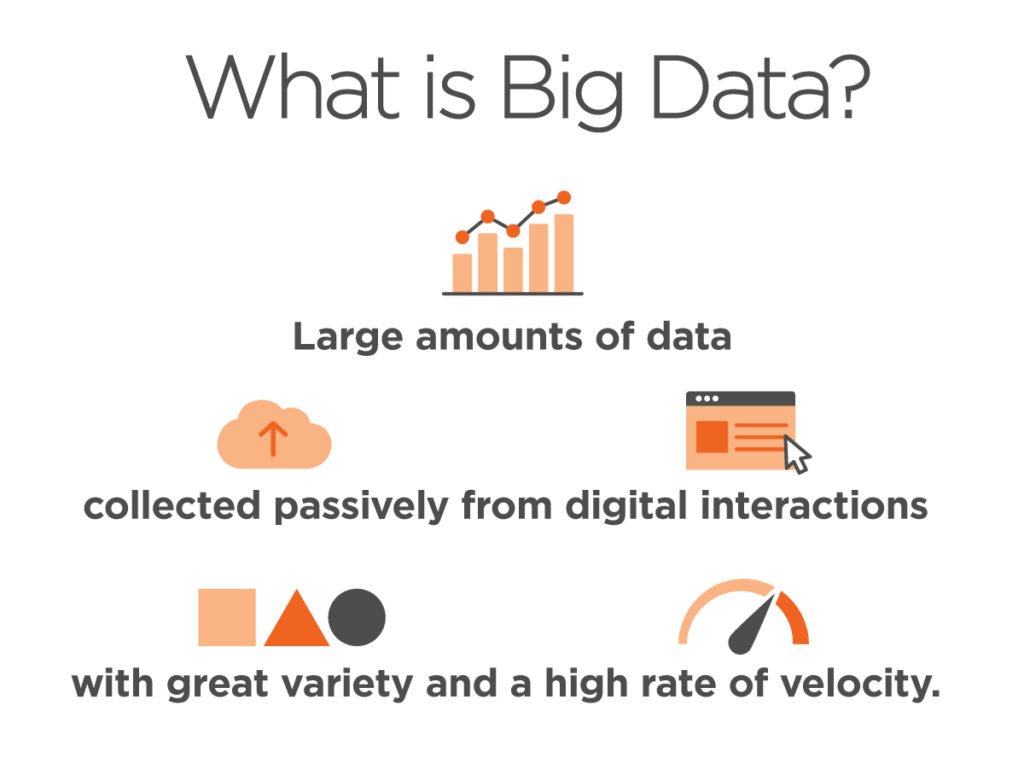 What is Big Data?
Large amounts of data
collected passively from digital interactions
with great variety and a high rate of velocity.